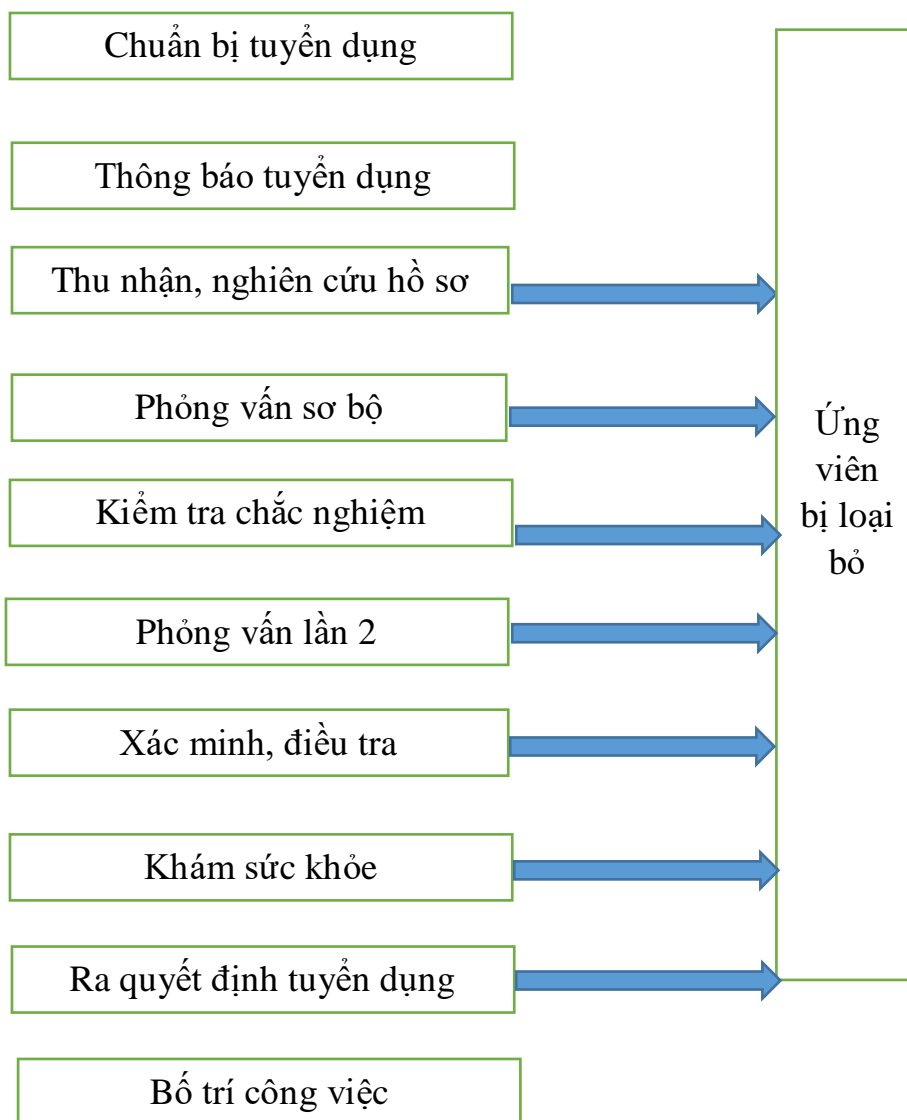 Chuẩn bị tuyển dụng
Thông báo tuyển dụng
Thu nhận, nghiên cứu hồ sơ
Phỏng vấn sơ bộ
Kiểm tra chắc nghiệm
Phỏng vấn lần 2
Xác minh, điều tra
Khám sức khỏe
Ra quyết định tuyển dụng
Bố trí công việc
Ứng
viên
bị loại
bỏ